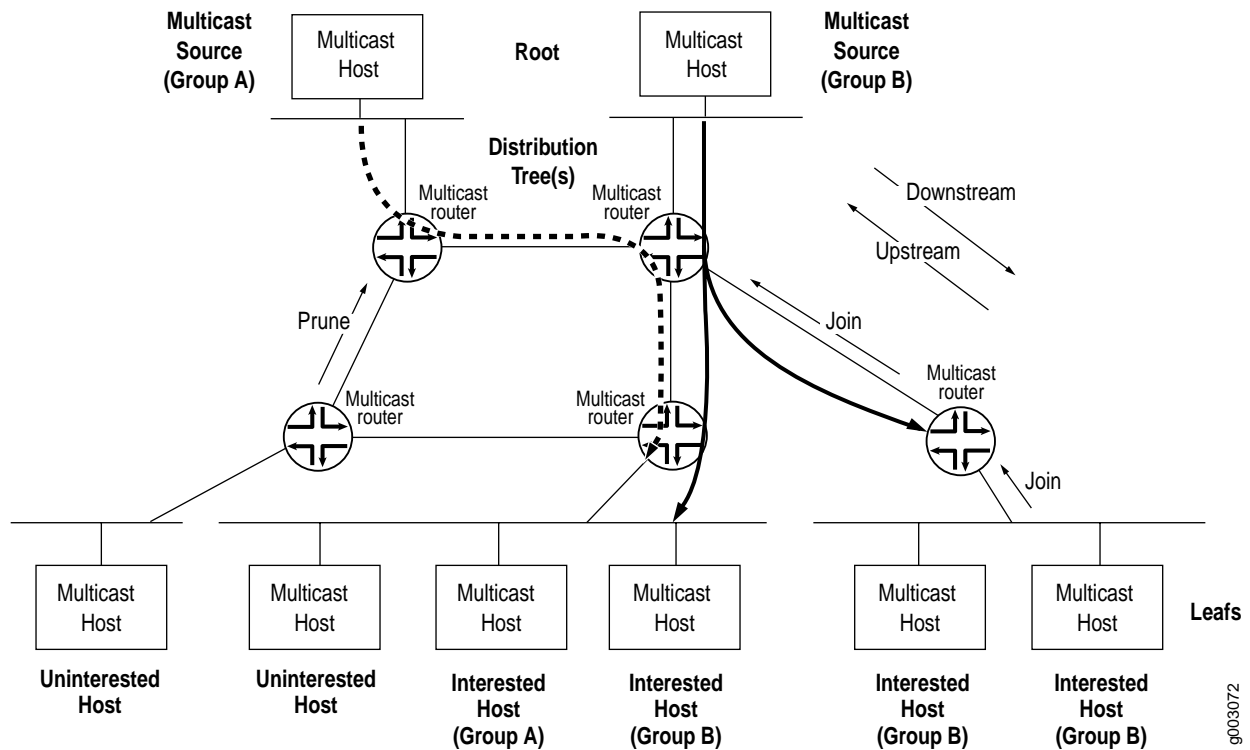 Multicast
Source
(Group A)
Multicast
Host
Root
Multicast
Host
Multicast
Source
(Group B)
Distribution
Tree(s)
Multicast
router
Multicast
router
Downstream
Upstream
Prune
Join
Multicast
router
Multicast
router
Multicast
router
Join
Multicast
Host
Multicast
Host
Multicast
Host
Multicast
Host
Multicast
Host
Multicast
Host
Leafs
Uninterested
Host
Uninterested
Host
Interested
Host
(Group A)
Interested
Host
(Group B)
Interested
Host
(Group B)
Interested
Host
(Group B)
g003072